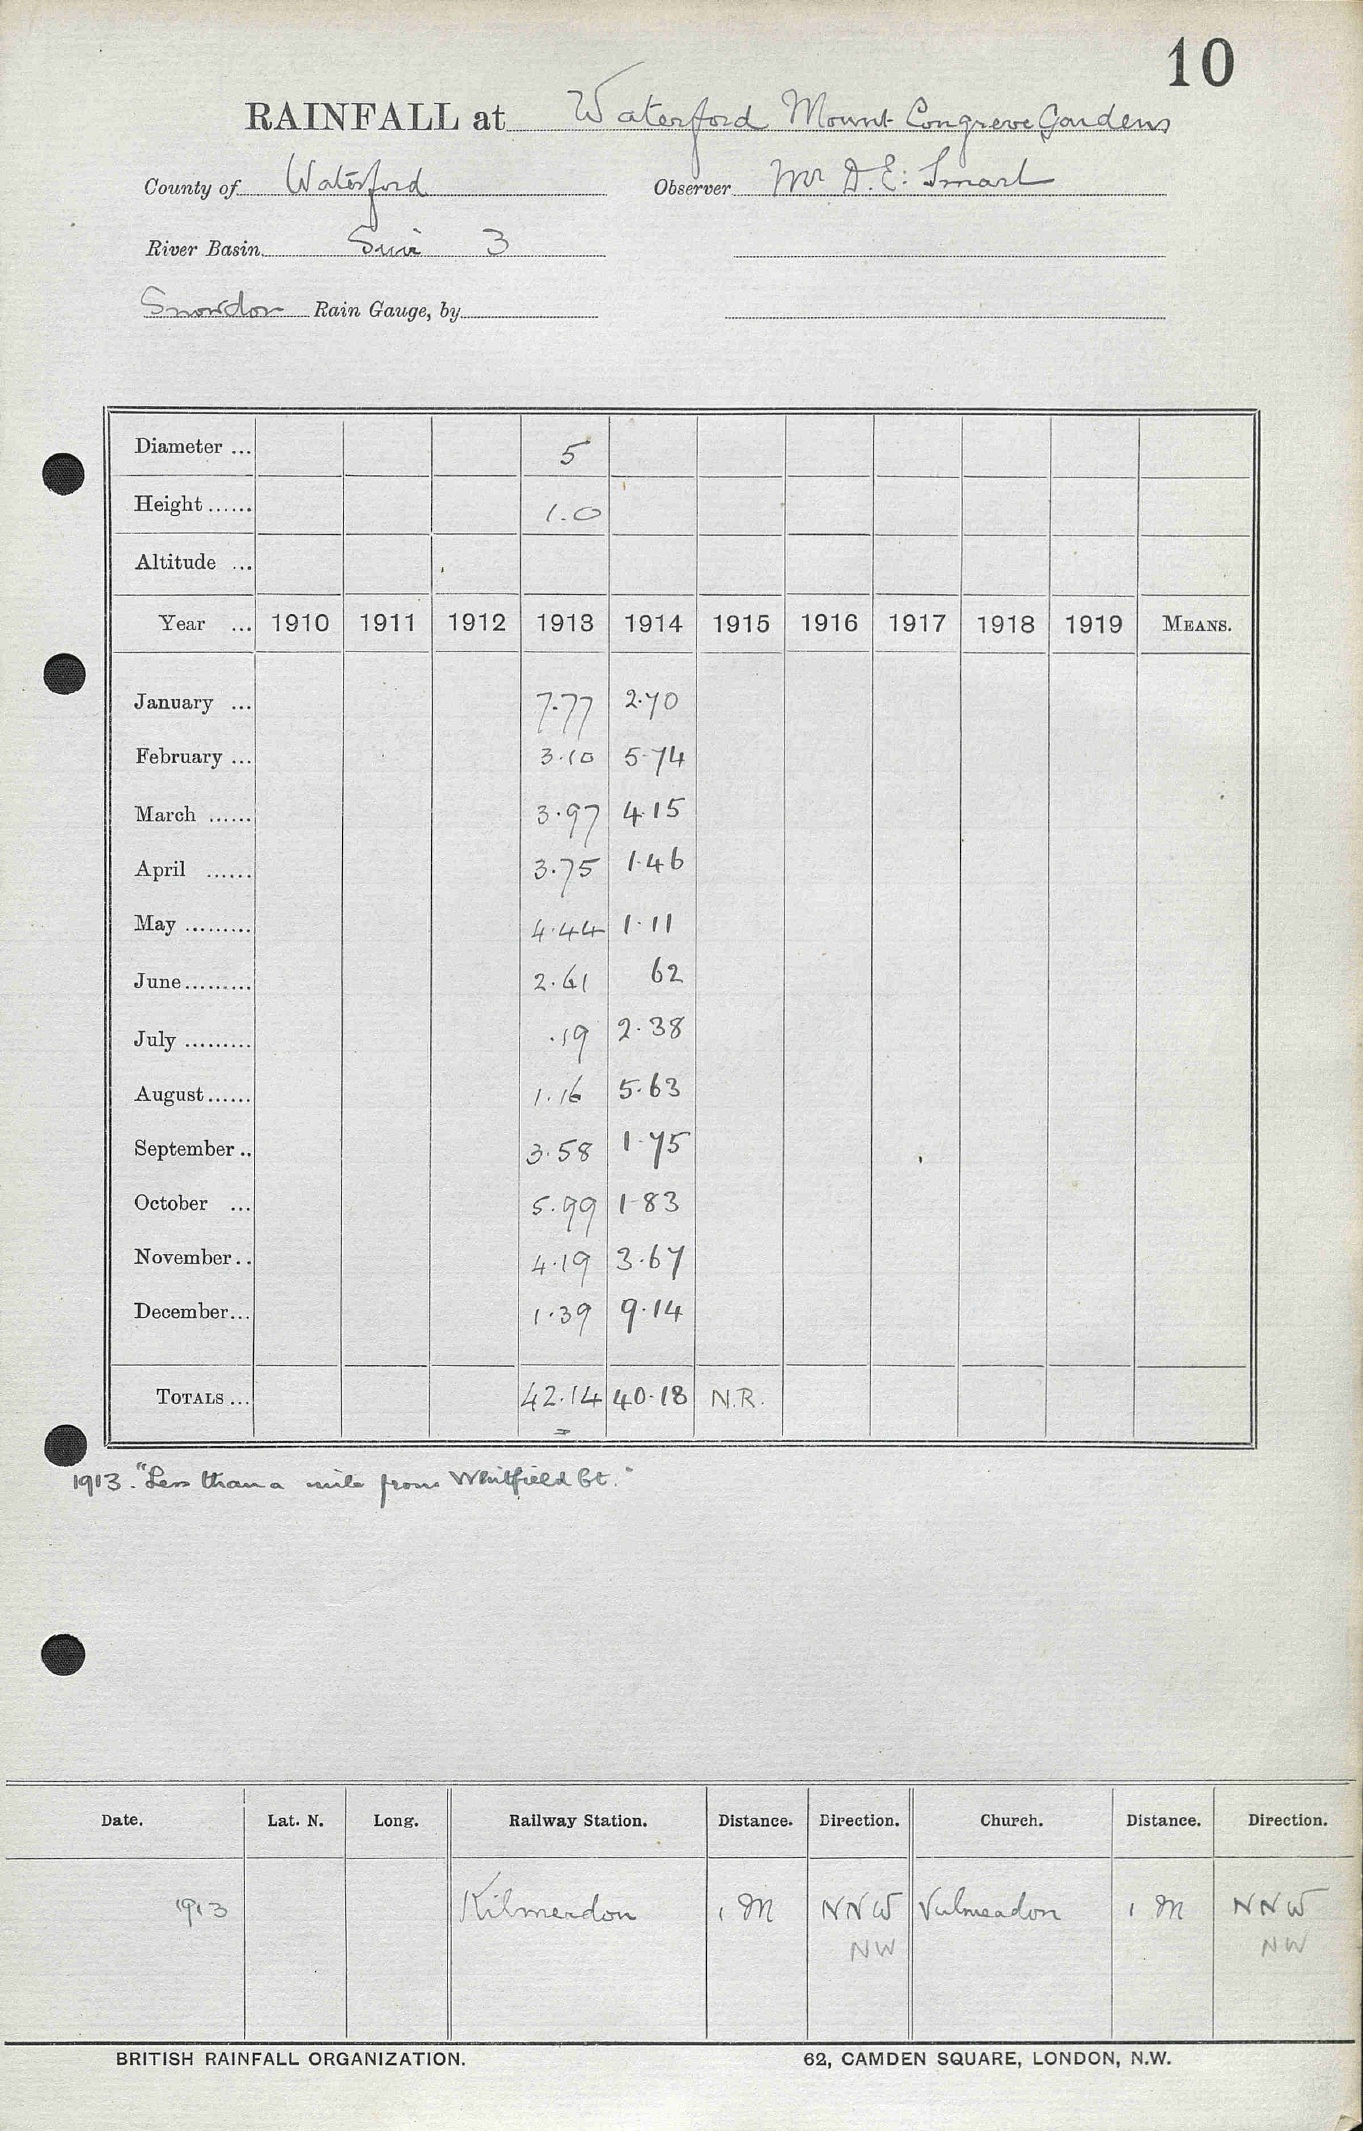 10
RAINFALL at Waterford Mount Congreve Gardens
County of Waterford Observer Mr D. E. Smart
River Basin Suir 3
Snowdon Rain Gauge, by
Diameter ... 5
Height ...... 1.0
Altitude ...
Year ... 1910 1911 1912 1913 1914 1915 1916 1917 1918 1919 MEANS.
January ... 7.77 2.70
February ... 3.10 5.74
March ...... 3.97 4.15
April ...... 3.75 1.46
May ......... 4.44 1.11
June ......... 2.61 62
July ......... .19 2.38
August ...... 1.16 5.63
September .. 3.58 1.75
October ... 5.99 1.83
November .. 4.19 3.67
December ... 1.39 9.14
TOTALS ... 42.14 40.18 N.R.
1913. "Less than a mile from Whitfield Ct."
Date. Lat. N. Long. Railway Station. Distance. Direction. Church. Distance. Direction.
1913 Kilmeadon 1 M NNW Kilmeadon 1 M NNW
NW NW
BRITISH RAINFALL ORGANIZATION. 62, CAMDEN SQUARE, LONDON, N.W.